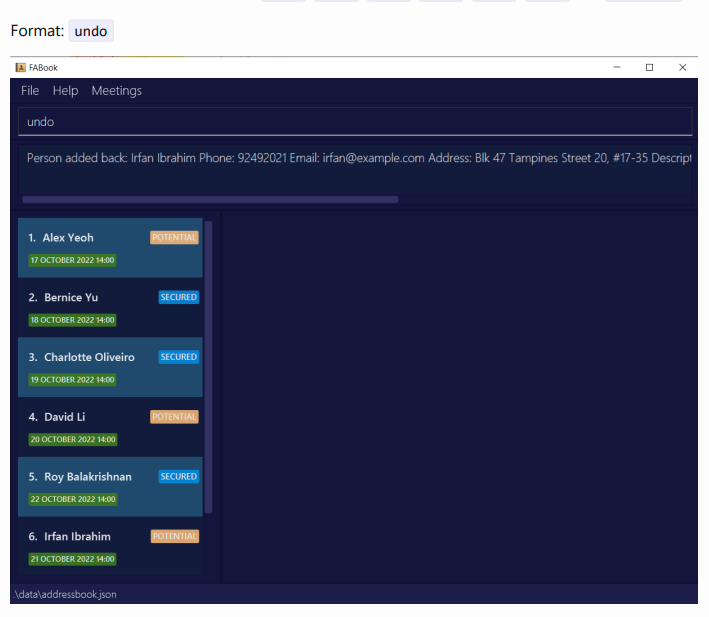 Format: undo
FABook
File Help Meetings
undo
Person added back: Irfan Ibrahim Phone: 92492021 Email: irfan@example.com Address: Blk 47 Tampines Street 20, #17-35 Descript
1. Alex Yeoh POTENTIAL
17 OCTOBER 2022 14:00
2. Bernice Yu SECURED
18 OCTOBER 2022 14:00
3. Charlotte Oliveiro SECURED
19 OCTOBER 2022 14:00
4. David Li POTENTIAL
20 OCTOBER 2022 14:00
5. Roy Balakrishnan SECURED
22 OCTOBER 2022 14:00
6. Irfan Ibrahim POTENTIAL
21 OCTOBER 2022 14:00
.\data\addressbook.json